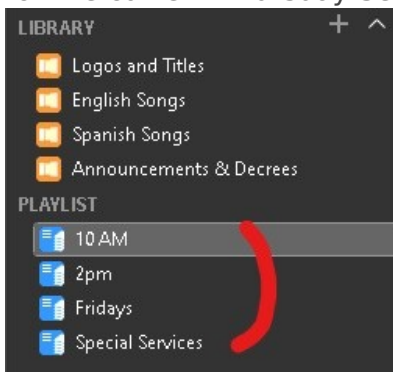 LIBRARY
Logos and Titles
English Songs
Spanish Songs
Announcements & Decrees
PLAYLIST
10 AM
2pm
Fridays
Special Services